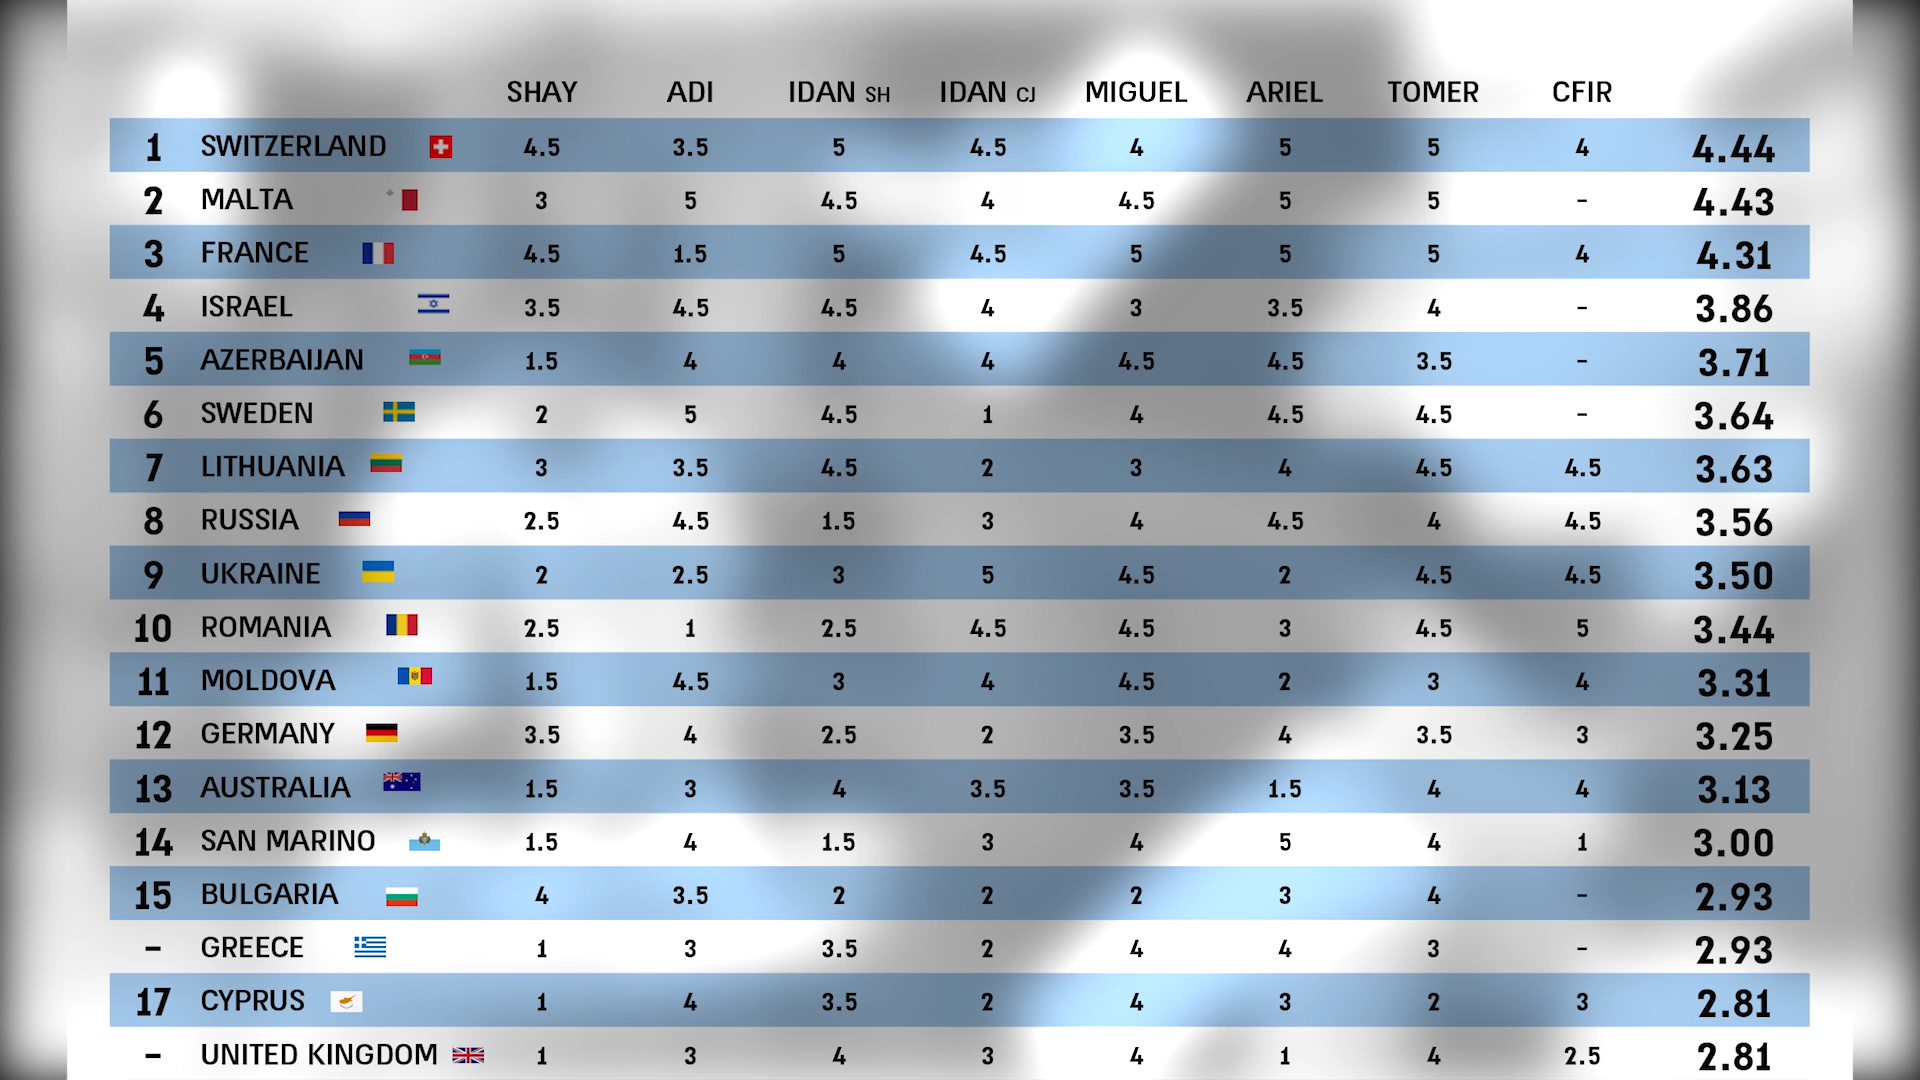 SHAY ADI IDAN SH IDAN CJ MIGUEL ARIEL TOMER CFIR
1 SWITZERLAND 4.5 3.5 5 4.5 4 5 5 4 4.44
2 MALTA 3 5 4.5 4 4.5 5 5 - 4.43
3 FRANCE 4.5 1.5 5 4.5 5 5 5 4 4.31
4 ISRAEL 3.5 4.5 4.5 4 3 3.5 4 - 3.86
5 AZERBAIJAN 1.5 4 4 4 4.5 4.5 3.5 - 3.71
6 SWEDEN 2 5 4.5 1 4 4.5 4.5 - 3.64
7 LITHUANIA 3 3.5 4.5 2 3 4 4.5 4.5 3.63
8 RUSSIA 2.5 4.5 1.5 3 4 4.5 4 4.5 3.56
9 UKRAINE 2 2.5 3 5 4.5 2 4.5 4.5 3.50
10 ROMANIA 2.5 1 2.5 4.5 4.5 3 4.5 5 3.44
11 MOLDOVA 1.5 4.5 3 4 4.5 2 3 4 3.31
12 GERMANY 3.5 4 2.5 2 3.5 4 3.5 3 3.25
13 AUSTRALIA 1.5 3 4 3.5 3.5 1.5 4 4 3.13
14 SAN MARINO 1.5 4 1.5 3 4 5 4 1 3.00
15 BULGARIA 4 3.5 2 2 2 3 4 - 2.93
- GREECE 1 3 3.5 2 4 4 3 - 2.93
17 CYPRUS 1 4 3.5 2 4 3 2 3 2.81
- UNITED KINGDOM 1 3 4 3 4 1 4 2.5 2.81